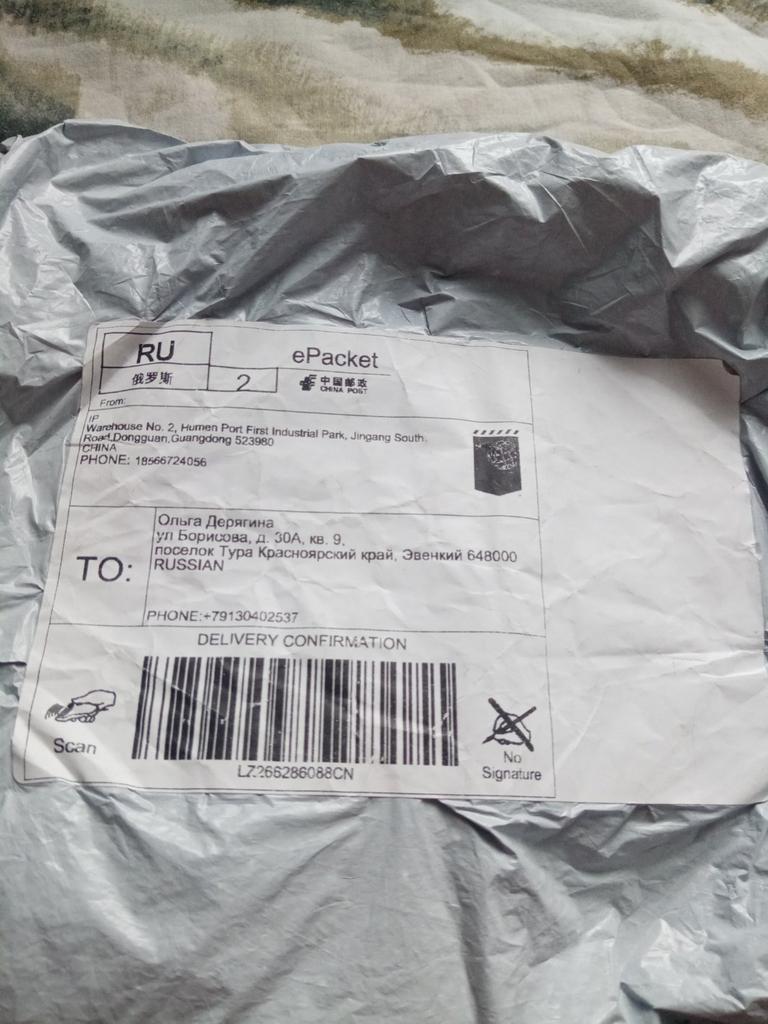 RU
ePacket
俄罗斯
2
中国邮政
CHINA POST
From:
IP
Warehouse No. 2, Humen Port First Industrial Park, Jingang South
Road,Dongguan,Guangdong 523980
CHINA
PHONE: 18566724056
TO:
Ольга Дерягина
ул Борисова, д. 30А, кв. 9,
поселок Тура Красноярский край, Эвенкий 648000
RUSSIAN
PHONE:+79130402537
DELIVERY CONFIRMATION
Scan
LZ266286088CN
No
Signature